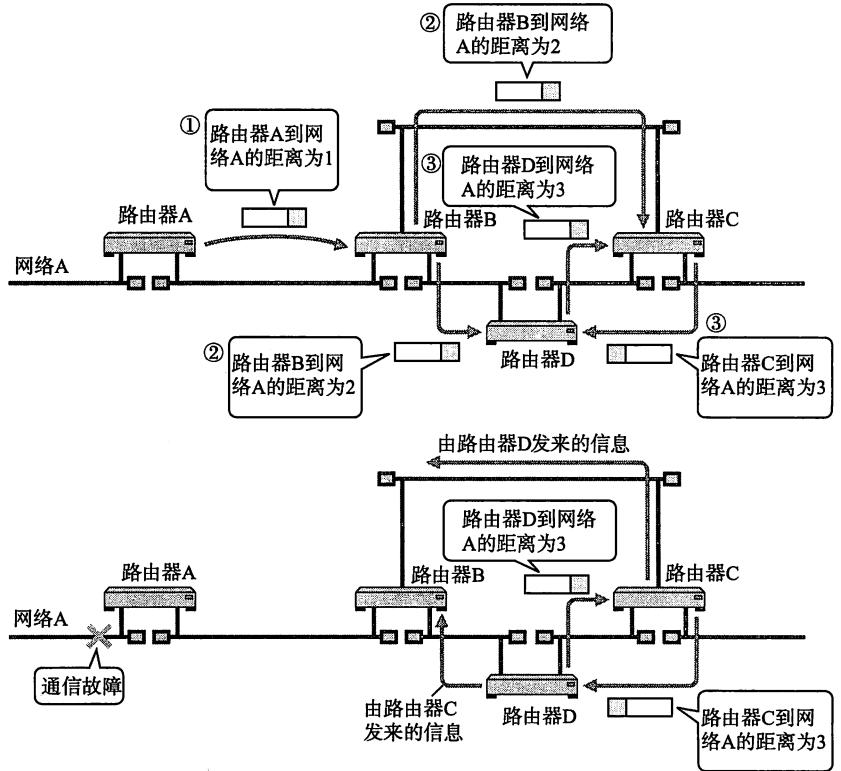 ②
路由器B到网络
A的距离为2
①
路由器A到网
络A的距离为1
③
路由器D到网络
A的距离为3
路由器A
路由器B
路由器C
网络A
②
路由器B到网
络A的距离为2
路由器D
③
路由器C到网
络A的距离为3
由路由器D发来的信息
路由器D到网络
A的距离为3
路由器A
路由器B
路由器C
网络A
通信故障
由路由器C
发来的信息
路由器D
路由器C到网
络A的距离为3